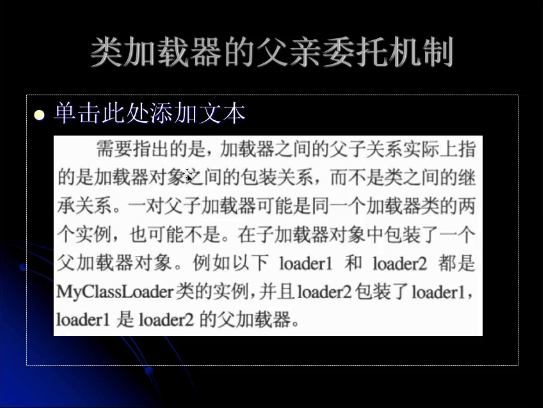 类加载器的父亲委托机制
单击此处添加文本
需要指出的是，加载器之间的父子关系实际上指
的是加载器对象之间的包装关系，而不是类之间的继
承关系。一对父子加载器可能是同一个加载器类的两
个实例，也可能不是。在子加载器对象中包装了一个
父加载器对象。例如以下 loader1 和 loader2 都是
MyClassLoader 类的实例，并且 loader2 包装了 loader1，
loader1 是 loader2 的父加载器。